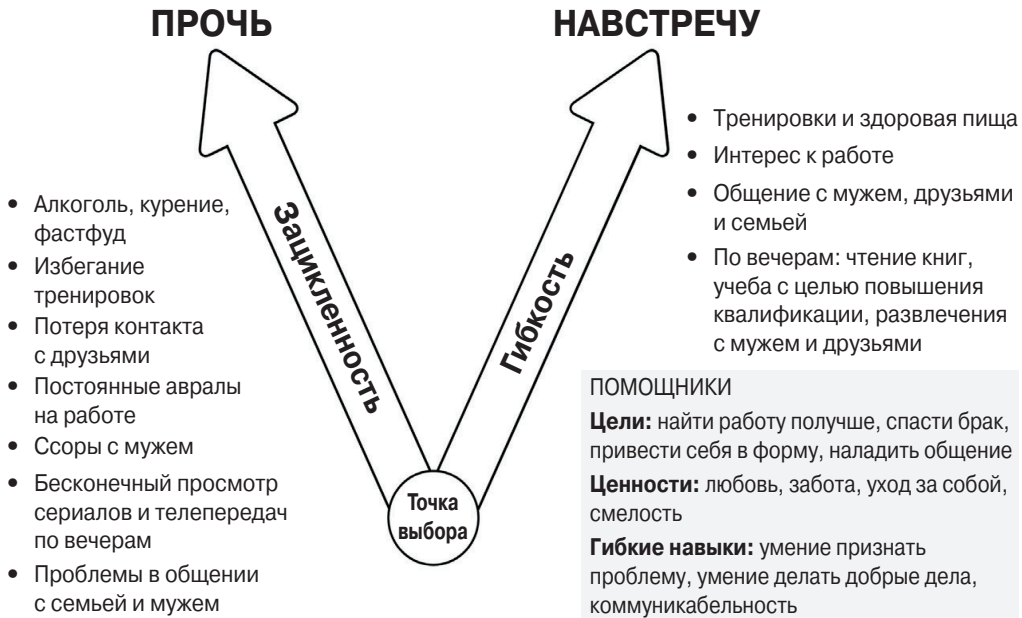 ПРОЧЬ
НАВСТРЕЧУ
Зацикленность
Гибкость
Точка
выбора
• Алкоголь, курение,
фастфуд
• Избегание
тренировок
• Потеря контакта
с друзьями
• Постоянные авралы
на работе
• Ссоры с мужем
• Бесконечный просмотр
сериалов и телепередач
по вечерам
• Проблемы в общении
с семьей и мужем
• Тренировки и здоровая пища
• Интерес к работе
• Общение с мужем, друзьями
и семьей
• По вечерам: чтение книг,
учеба с целью повышения
квалификации, развлечения
с мужем и друзьями
ПОМОЩНИКИ
Цели: найти работу получше, спасти брак,
привести себя в форму, наладить общение
Ценности: любовь, забота, уход за собой,
смелость
Гибкие навыки: умение признать
проблему, умение делать добрые дела,
коммуникабельность